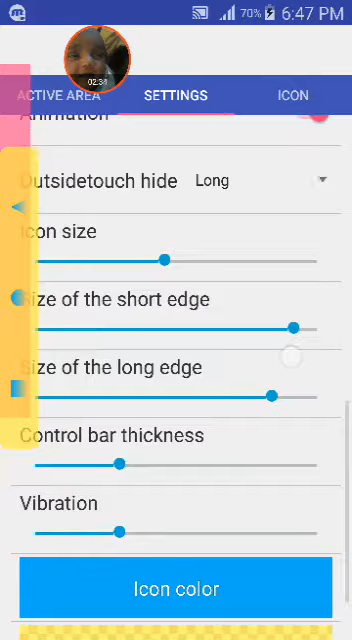 70% 6:47 PM
02:34
ACTIVE AREA SETTINGS ICON
Animation
Outsidetouch hide Long
Icon size
Size of the short edge
Size of the long edge
Control bar thickness
Vibration
Icon color